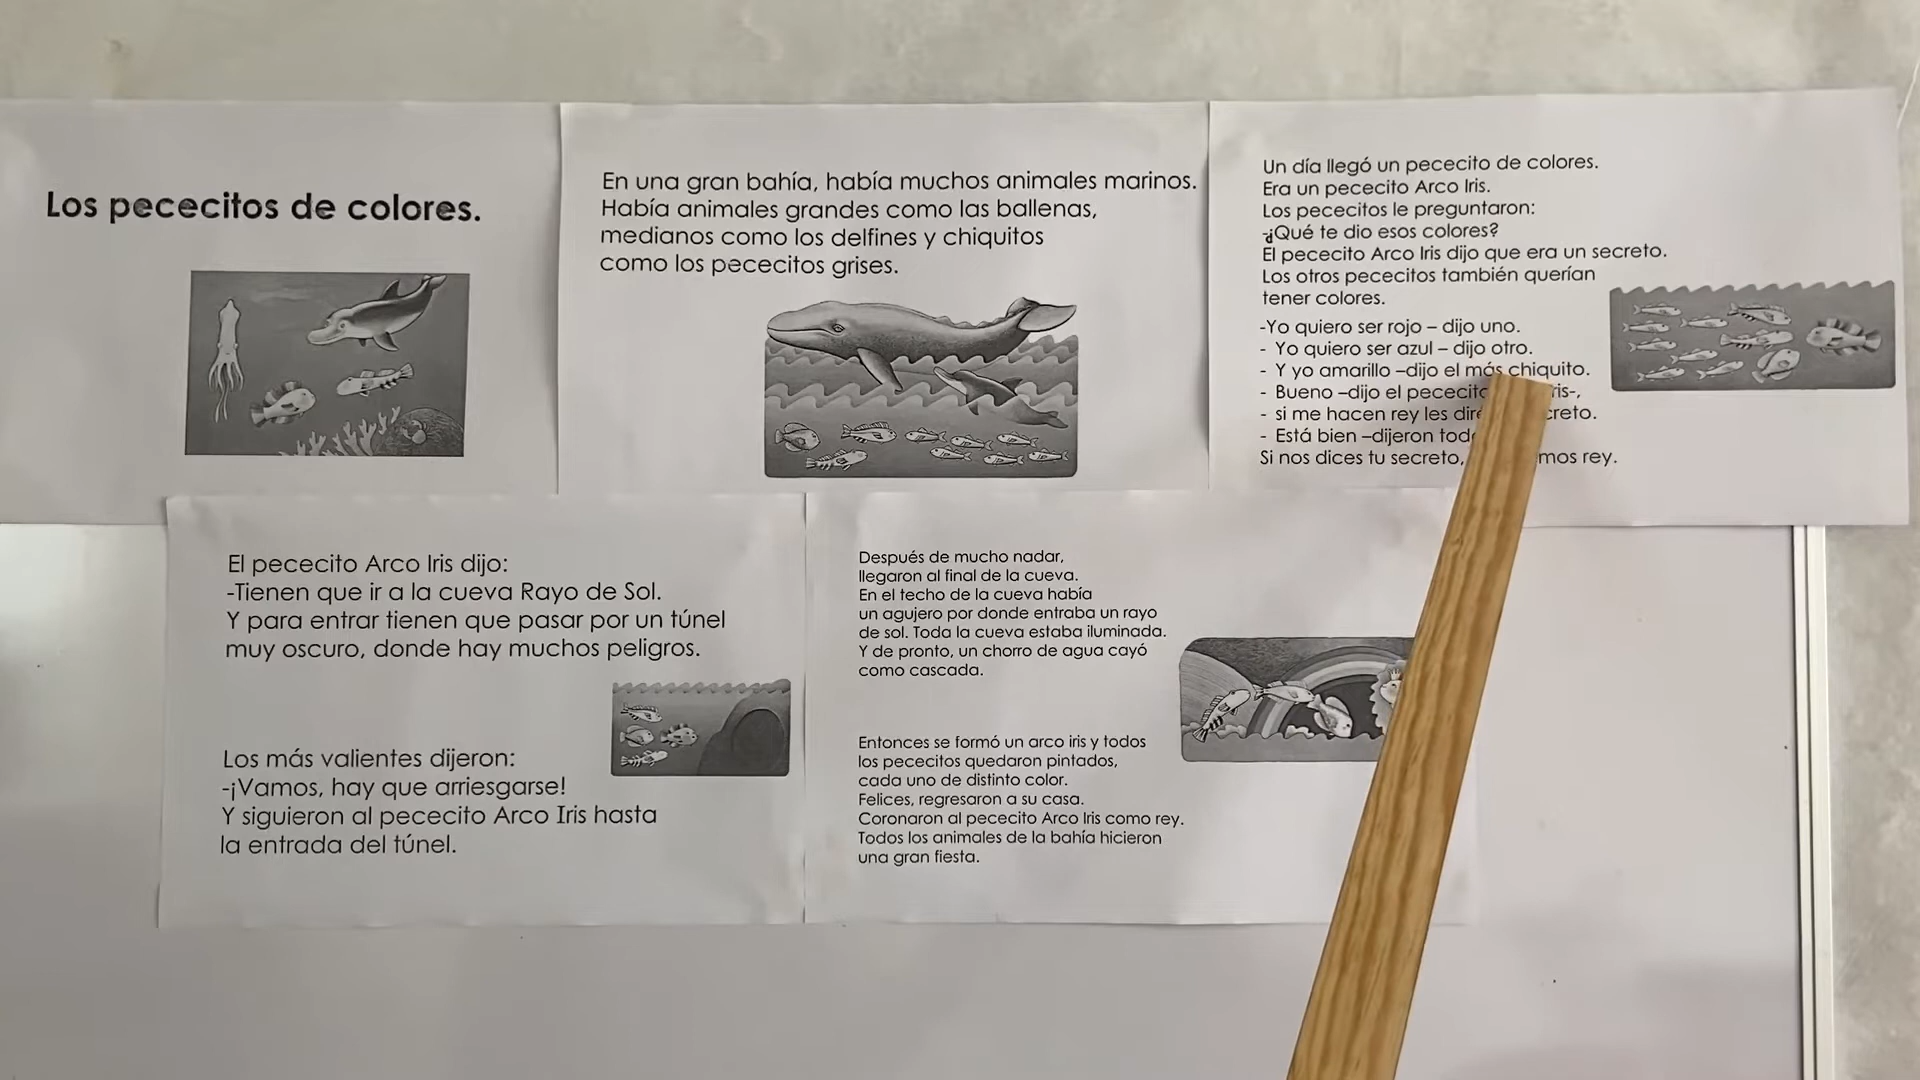 Los pececitos de colores.
En una gran bahía, había muchos animales marinos.
Había animales grandes como las ballenas,
medianos como los delfines y chiquitos
como los pececitos grises.
Un día llegó un pececito de colores.
Era un pececito Arco Iris.
Los pececitos le preguntaron:
-¿Qué te dio esos colores?
El pececito Arco Iris dijo que era un secreto.
Los otros pececitos también querían
tener colores.
-Yo quiero ser rojo – dijo uno.
- Yo quiero ser azul – dijo otro.
- Y yo amarillo –dijo el más chiquito.
- Bueno –dijo el pececito
- si me hacen rey les
- Está bien –dijeron
Si nos dices tu secreto, rey.
El pececito Arco Iris dijo:
-Tienen que ir a la cueva Rayo de Sol.
Y para entrar tienen que pasar por un túnel
muy oscuro, donde hay muchos peligros.
Los más valientes dijeron:
-¡Vamos, hay que arriesgarse!
Y siguieron al pececito Arco Iris hasta
la entrada del túnel.
Después de mucho nadar,
llegaron al final de la cueva.
En el techo de la cueva había
un agujero por donde entraba un rayo
de sol. Toda la cueva estaba iluminada.
Y de pronto, un chorro de agua cayó
como cascada.
Entonces se formó un arco iris y todos
los pececitos quedaron pintados,
cada uno de distinto color.
Felices, regresaron a su casa.
Coronaron al pececito Arco Iris como rey.
Todos los animales de la bahía hicieron
una gran fiesta.